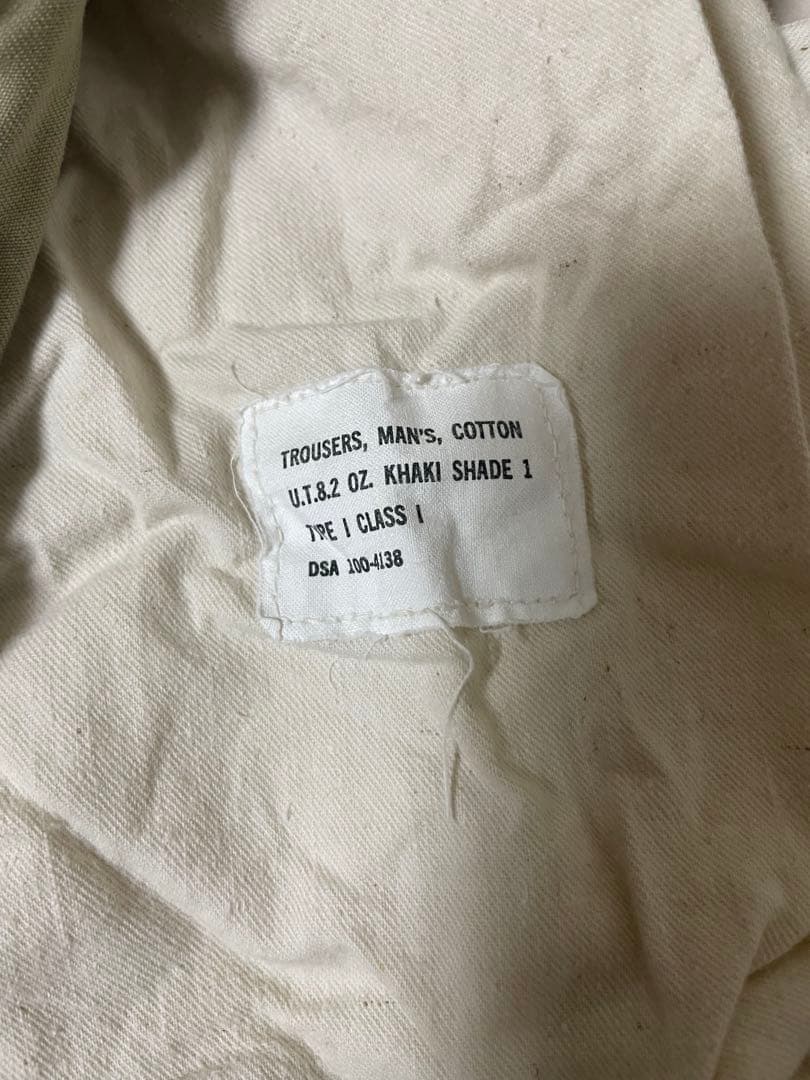 TROUSERS, MAN'S, COTTON
U.T.8.2 OZ. KHAKI SHADE 1
TYPE I CLASS I
DSA 100-4138